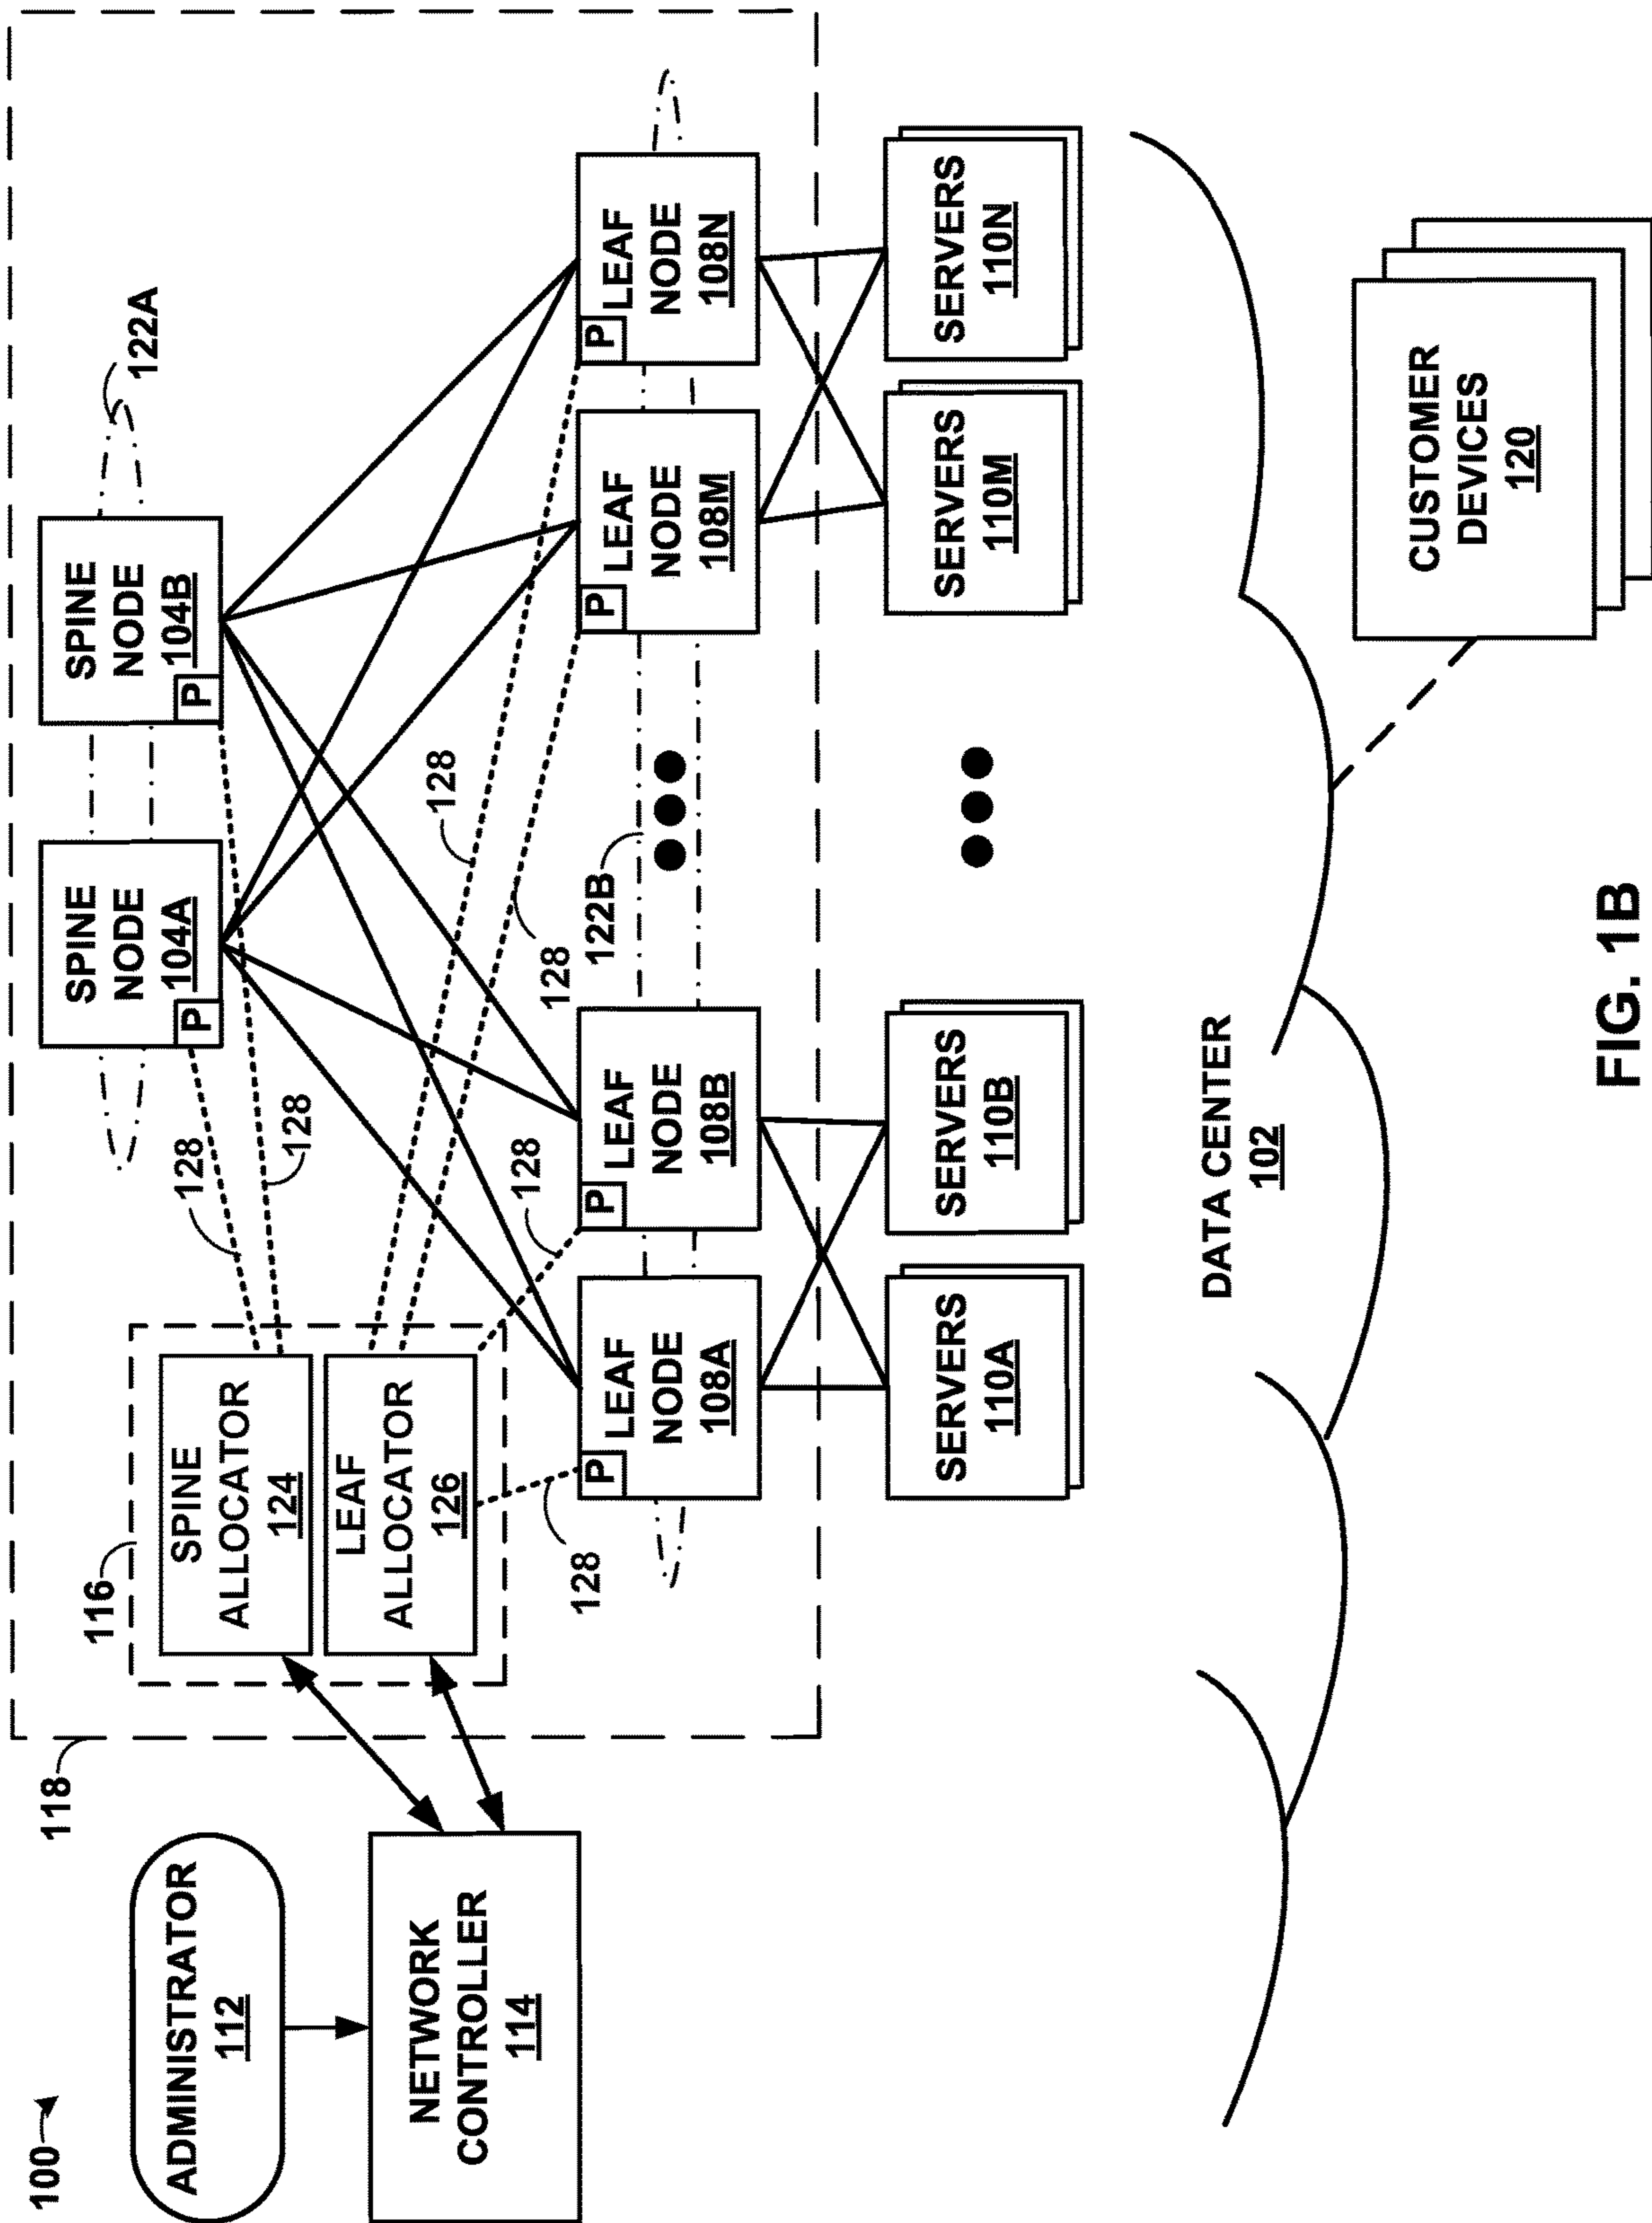 100
118
ADMINISTRATOR
112
NETWORK
CONTROLLER
114
116
SPINE
ALLOCATOR
124
LEAF
ALLOCATOR
126
SPINE
NODE
104A
P
SPINE
NODE
104B
P
122A
128
128
128
128
128
128
122B
LEAF
NODE
108A
P
LEAF
NODE
108B
P
LEAF
NODE
108M
P
LEAF
NODE
108N
P
SERVERS
110A
SERVERS
110B
SERVERS
110M
SERVERS
110N
DATA CENTER
102
CUSTOMER
DEVICES
120
FIG. 1B